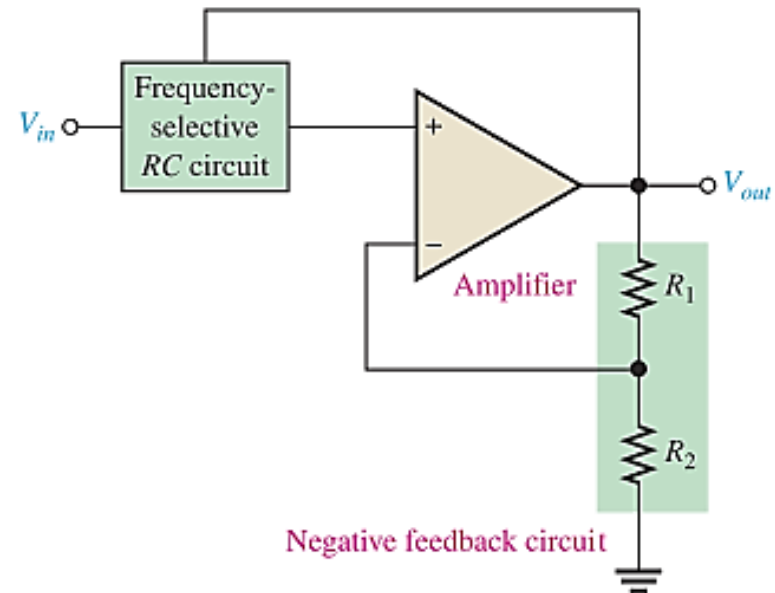 Frequency-
selective
RC circuit
V_in
+
−
V_out
Amplifier
R_1
R_2
Negative feedback circuit